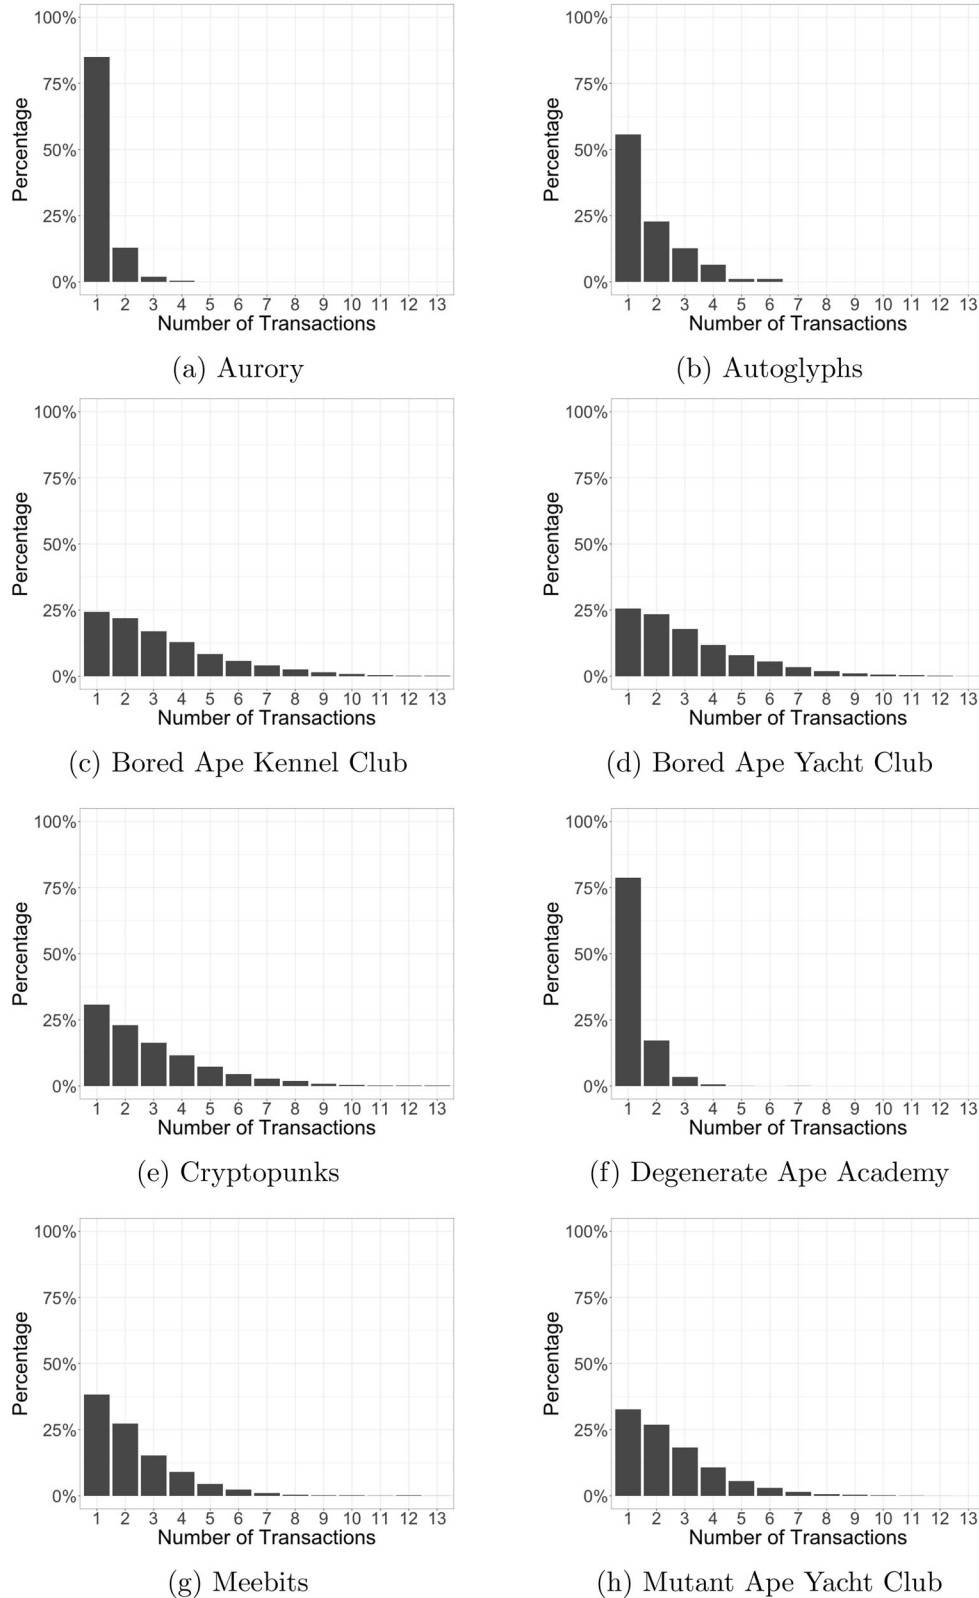 100%
75%
50%
25%
0%
Percentage
1 2 3 4 5 6 7 8 9 10 11 12 13
Number of Transactions
(a) Aurory
100%
75%
50%
25%
0%
Percentage
1 2 3 4 5 6 7 8 9 10 11 12 13
Number of Transactions
(b) Autoglyphs
100%
75%
50%
25%
0%
Percentage
1 2 3 4 5 6 7 8 9 10 11 12 13
Number of Transactions
(c) Bored Ape Kennel Club
100%
75%
50%
25%
0%
Percentage
1 2 3 4 5 6 7 8 9 10 11 12 13
Number of Transactions
(d) Bored Ape Yacht Club
100%
75%
50%
25%
0%
Percentage
1 2 3 4 5 6 7 8 9 10 11 12 13
Number of Transactions
(e) Cryptopunks
100%
75%
50%
25%
0%
Percentage
1 2 3 4 5 6 7 8 9 10 11 12 13
Number of Transactions
(f) Degenerate Ape Academy
100%
75%
50%
25%
0%
Percentage
1 2 3 4 5 6 7 8 9 10 11 12 13
Number of Transactions
(g) Meebits
100%
75%
50%
25%
0%
Percentage
1 2 3 4 5 6 7 8 9 10 11 12 13
Number of Transactions
(h) Mutant Ape Yacht Club